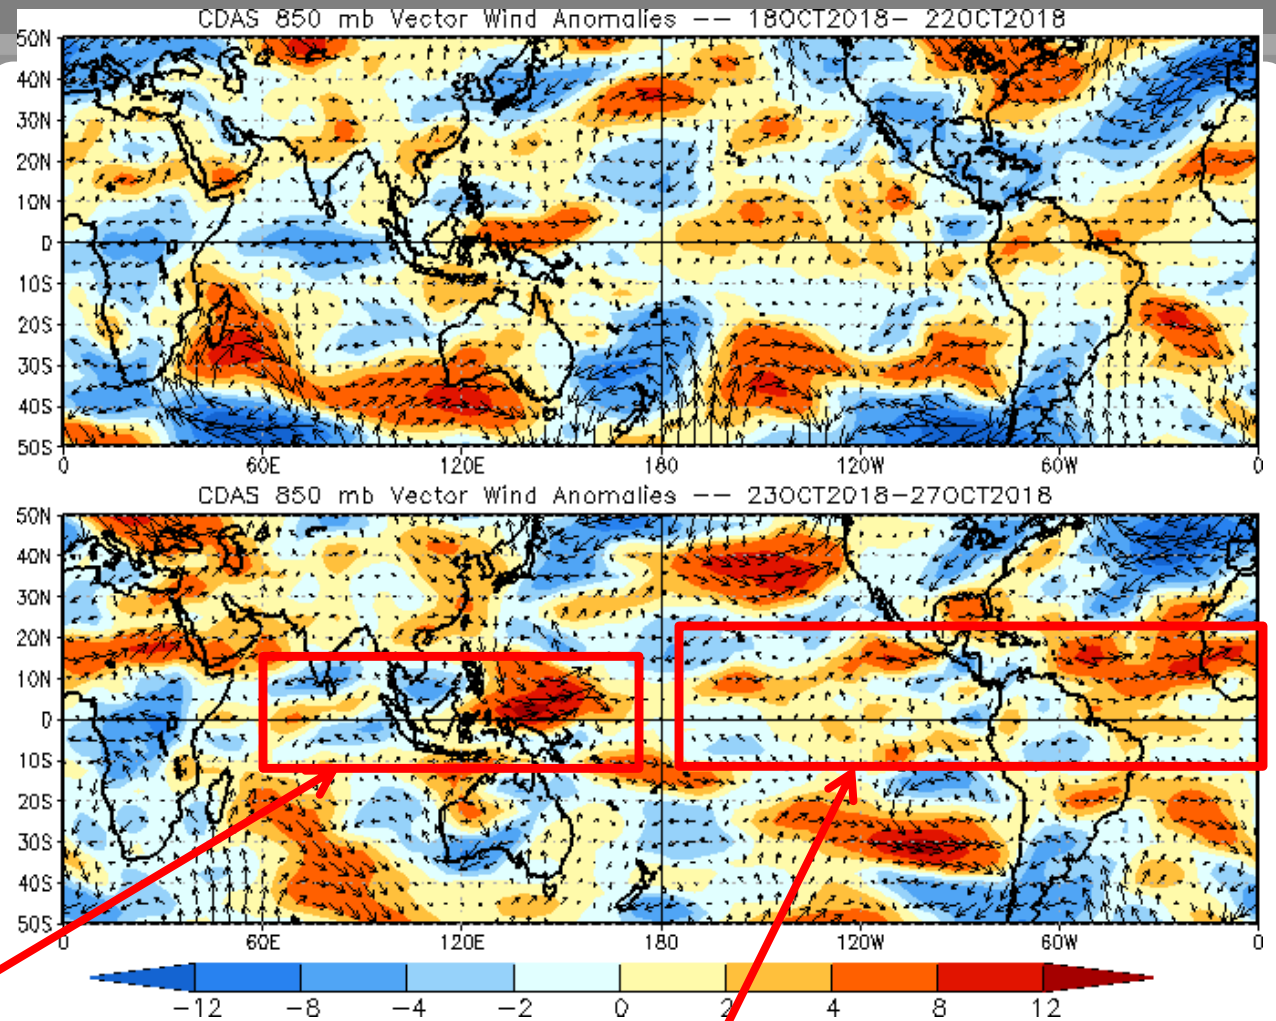 CDAS 850 mb Vector Wind Anomalies -- 18OCT2018- 22OCT2018
50N
40N
30N
20N
10N
0
10S
20S
30S
40S
50S
0 60E 120E 180 120W 60W 0
CDAS 850 mb Vector Wind Anomalies -- 23OCT2018-27OCT2018
50N
40N
30N
20N
10N
0
10S
20S
30S
40S
50S
0 60E 120E 180 120W 60W 0
-12 -8 -4 -2 0 2 4 8 12